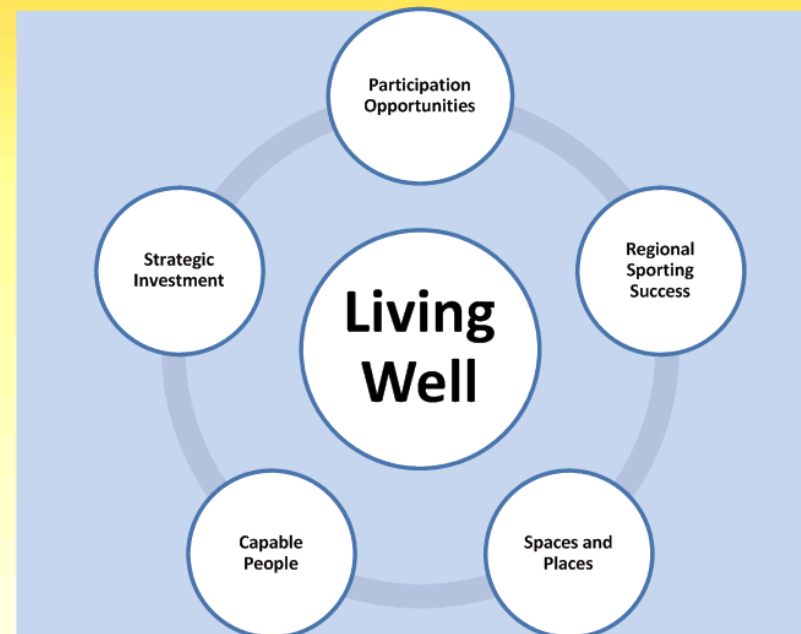 Participation
Opportunities
Strategic
Investment
Regional
Sporting
Success
Living
Well
Capable
People
Spaces and
Places